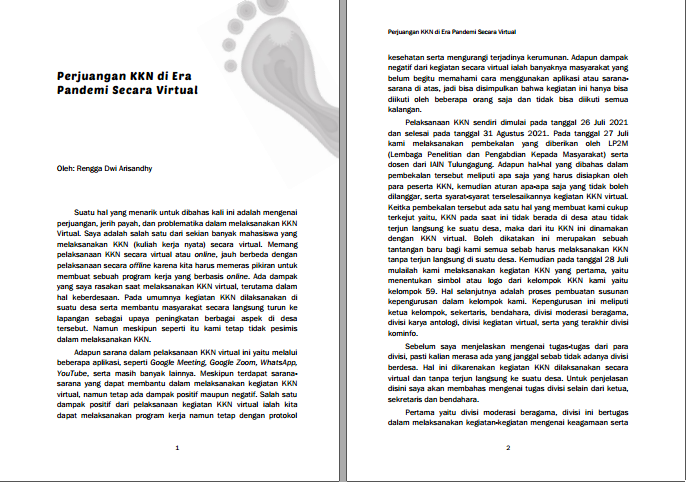 Perjuangan KKN di Era
Pandemi Secara Virtual
Oleh: Rengga Dwi Arisandhy
Suatu hal yang menarik untuk dibahas kali ini adalah mengenai
perjuangan, jerih payah, dan problematika dalam melaksanakan KKN
Virtual. Saya adalah salah satu dari sekian banyak mahasiswa yang
melaksanakan KKN (kuliah kerja nyata) secara virtual. Memang
pelaksanaan KKN secara virtual atau online, jauh berbeda dengan
pelaksanaan secara offline karena kita harus memeras pikiran untuk
membuat sebuah program kerja yang berbasis online. Ada dampak
yang saya rasakan saat melaksanakan KKN virtual, terutama dalam
hal keberdesaan. Pada umumnya kegiatan KKN dilaksanakan di
suatu desa serta membantu masyarakat secara langsung turun ke
lapangan sebagai upaya peningkatan berbagai aspek di desa
tersebut. Namun meskipun seperti itu kami tetap tidak pesimis
dalam melaksanakan KKN.
Adapun sarana dalam pelaksanaan KKN virtual ini yaitu melalui
beberapa aplikasi, seperti Google Meeting, Google Zoom, WhatsApp,
YouTube, serta masih banyak lainnya. Meskipun terdapat sarana-
sarana yang dapat membantu dalam melaksanakan kegiatan KKN
virtual, namun tetap ada dampak positif maupun negatif. Salah satu
dampak positif dari pelaksanaan kegiatan KKN virtual ialah kita
dapat melaksanakan program kerja namun tetap dengan protokol
1
Perjuangan KKN di Era Pandemi Secara Virtual
kesehatan serta mengurangi terjadinya kerumunan. Adapun dampak
negatif dari kegiatan secara virtual ialah banyaknya masyarakat yang
belum begitu memahami cara menggunakan aplikasi atau sarana-
sarana di atas, jadi bisa disimpulkan bahwa kegiatan ini hanya bisa
diikuti oleh beberapa orang saja dan tidak bisa diikuti semua
kalangan.
Pelaksanaan KKN sendiri dimulai pada tanggal 26 Juli 2021
dan selesai pada tanggal 31 Agustus 2021. Pada tanggal 27 Juli
kami melaksanakan pembekalan yang diberikan oleh LP2M
(Lembaga Penelitian dan Pengabdian Kepada Masyarakat) serta
dosen dari IAIN Tulungagung. Adapun hal-hal yang dibahas dalam
pembekalan tersebut meliputi apa saja yang harus disiapkan oleh
para peserta KKN, kemudian aturan apa-apa saja yang tidak boleh
dilanggar, serta syarat-syarat terselesaikannya kegiatan KKN virtual.
Keitka pembekalan tersebut ada satu hal yang membuat kami cukup
terkejut yaitu, KKN pada saat ini tidak berada di desa atau tidak
terjun langsung ke suatu desa, maka dari itu KKN ini dinamakan
dengan KKN virtual. Boleh dikatakan ini merupakan sebuah
tantangan baru bagi kami semua sebab harus melaksanakan KKN
tanpa terjun langsung di suatu desa. Kemudian pada tanggal 28 Juli
mulailah kami melaksanakan kegiatan KKN yang pertama, yaitu
menentukan simbol atau logo dari kelompok KKN kami yaitu
kelompok 59. Hal selanjutnya adalah proses pembuatan susunan
kepengurusan dalam kelompok kami. Kepengurusan ini meliputi
ketua kelompok, sekertaris, bendahara, divisi moderasi beragama,
divisi karya antologi, divisi kegiatan virtual, serta yang terakhir divisi
kominfo.
Sebelum saya menjelaskan mengenai tugas-tugas dari para
divisi, pasti kalian merasa ada yang janggal sebab tidak adanya divisi
berdesa. Hal ini dikarenakan kegiatan KKN dilaksanakan secara
virtual dan tanpa terjun langsung ke suatu desa. Untuk penjelasan
disini saya akan membahas mengenai tugas divisi selain dari ketua,
sekretaris dan bendahara.
Pertama yaitu divisi moderasi beragama, divisi ini bertugas
dalam melaksanakan kegiatan-kegiatan mengenai keagamaan serta
2